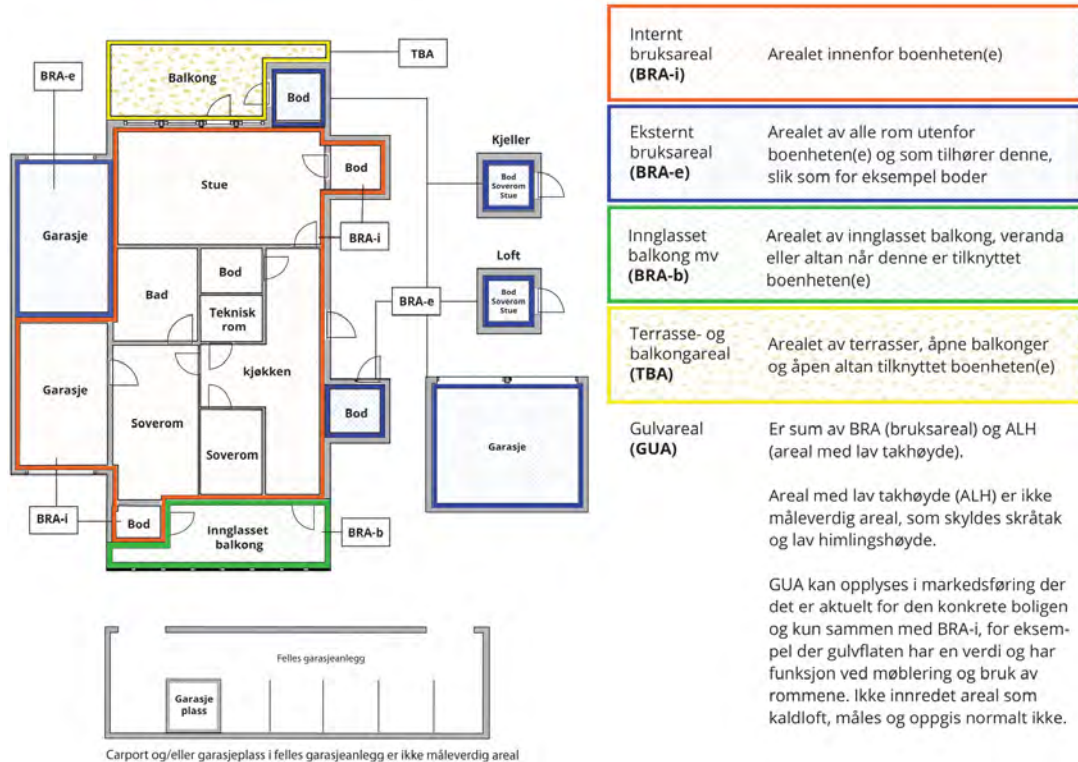 TBA
BRA-e
Balkong
Bod
Kjeller
Bod
Soverom
Stue
Stue
Bod
Garasje
BRA-i
Loft
Bod
Bad
Bod
Soverom
Stue
BRA-e
Teknisk
rom
kjøkken
Garasje
Bod
Soverom
Garasje
Soverom
BRA-i
Bod
Innglasset
balkong
BRA-b
Felles garasjeanlegg
Garasje
plass
Carport og/eller garasjeplass i felles garasjeanlegg er ikke måleverdig areal
Internt
bruksareal
(BRA-i)
Arealet innenfor boenheten(e)
Eksternt
bruksareal
(BRA-e)
Arealet av alle rom utenfor
boenheten(e) og som tilhører denne,
slik som for eksempel boder
Innglasset
balkong mv
(BRA-b)
Arealet av innglasset balkong, veranda
eller altan når denne er tilknyttet
boenheten(e)
Terrasse- og
balkongareal
(TBA)
Arealet av terrasser, åpne balkonger
og åpen altan tilknyttet boenheten(e)
Gulvareal
(GUA)
Er sum av BRA (bruksareal) og ALH
(areal med lav takhøyde).
Areal med lav takhøyde (ALH) er ikke
måleverdig areal, som skyldes skråtak
og lav himlingshøyde.
GUA kan opplyses i markedsføring der
det er aktuelt for den konkrete boligen
og kun sammen med BRA-i, for eksem-
pel der gulvflaten har en verdi og har
funksjon ved møblering og bruk av
rommene. Ikke innredet areal som
kaldloft, måles og oppgis normalt ikke.